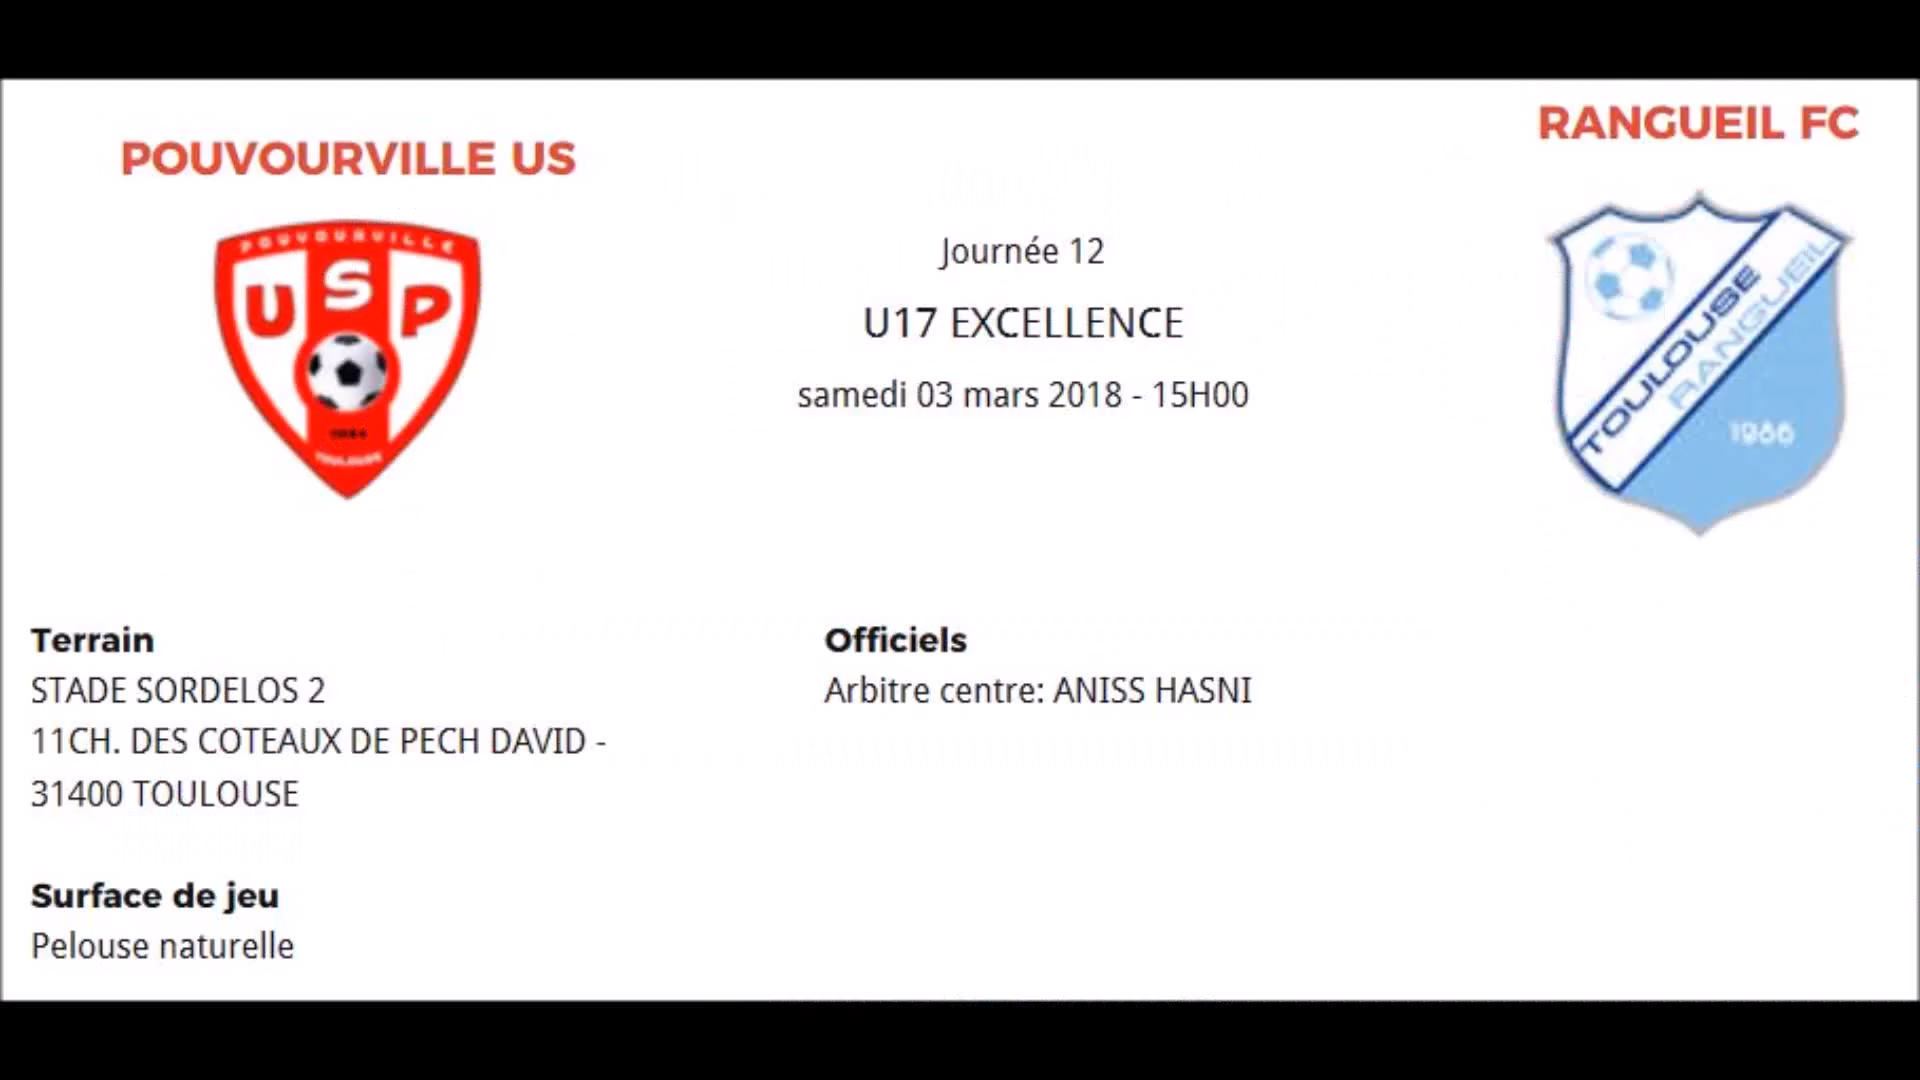 POUVOURVILLE US
POUVOURVILLE
USP
TOULOUSE
Journée 12
U17 EXCELLENCE
samedi 03 mars 2018 - 15H00
RANGUEIL FC
TOULOUSE
RANGUEIL
1986
Terrain
STADE SORDELOS 2
11CH. DES COTEAUX DE PECH DAVID -
31400 TOULOUSE
Surface de jeu
Pelouse naturelle
Officiels
Arbitre centre: ANISS HASNI